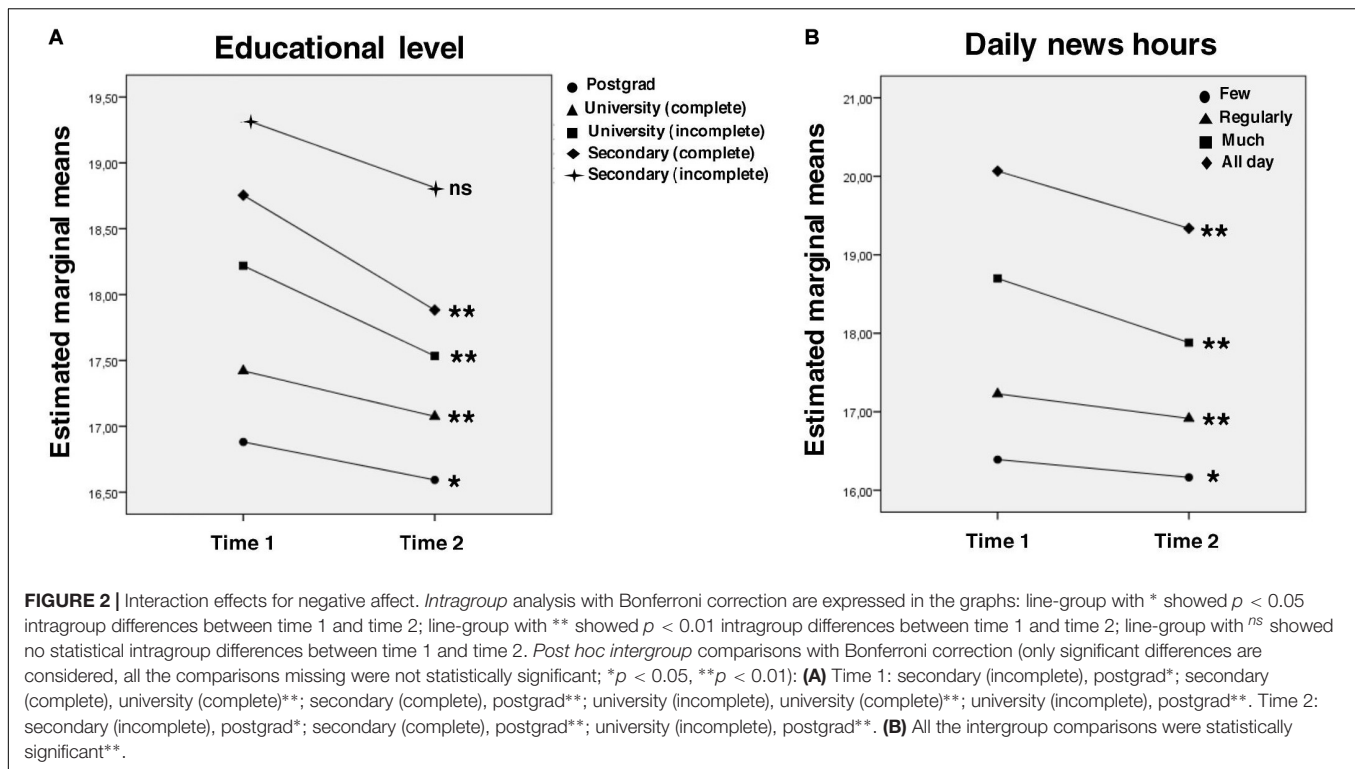 A
Educational level
Estimated marginal means
19,50
19,00
18,50
18,00
17,50
17,00
16,50
Time 1
Time 2
ns
**
**
**
*
Postgrad
University (complete)
University (incomplete)
Secondary (complete)
Secondary (incomplete)
B
Daily news hours
Estimated marginal means
21,00
20,00
19,00
18,00
17,00
16,00
Time 1
Time 2
**
**
**
*
Few
Regularly
Much
All day
FIGURE 2 | Interaction effects for negative affect. Intragroup analysis with Bonferroni correction are expressed in the graphs: line-group with * showed p < 0.05
intragroup differences between time 1 and time 2; line-group with ** showed p < 0.01 intragroup differences between time 1 and time 2; line-group with ns showed
no statistical intragroup differences between time 1 and time 2. Post hoc intergroup comparisons with Bonferroni correction (only significant differences are
considered, all the comparisons missing were not statistically significant; *p < 0.05, **p < 0.01): (A) Time 1: secondary (incomplete), postgrad*; secondary
(complete), university (complete)**; secondary (complete), postgrad**; university (incomplete), university (complete)**; university (incomplete), postgrad**. Time 2:
secondary (incomplete), postgrad*; secondary (complete), postgrad**; university (incomplete), postgrad**. (B) All the intergroup comparisons were statistically
significant**.